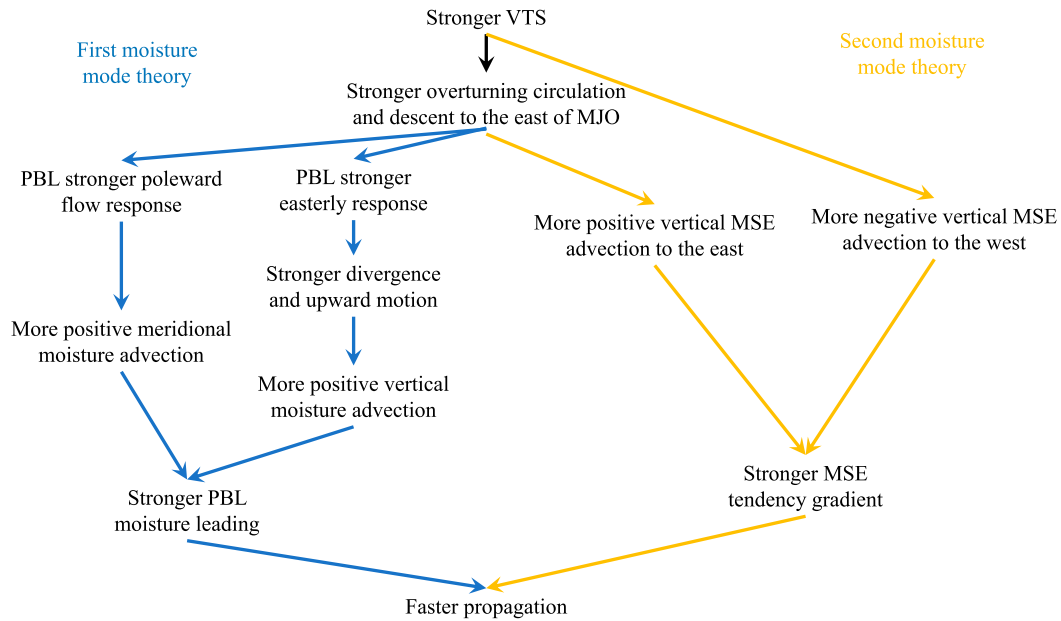 Stronger VTS
First moisture
mode theory
Second moisture
mode theory
Stronger overturning circulation
and descent to the east of MJO
PBL stronger poleward
flow response
PBL stronger
easterly response
More positive vertical MSE
advection to the east
More negative vertical MSE
advection to the west
Stronger divergence
and upward motion
More positive meridional
moisture advection
More positive vertical
moisture advection
Stronger PBL
moisture leading
Stronger MSE
tendency gradient
Faster propagation